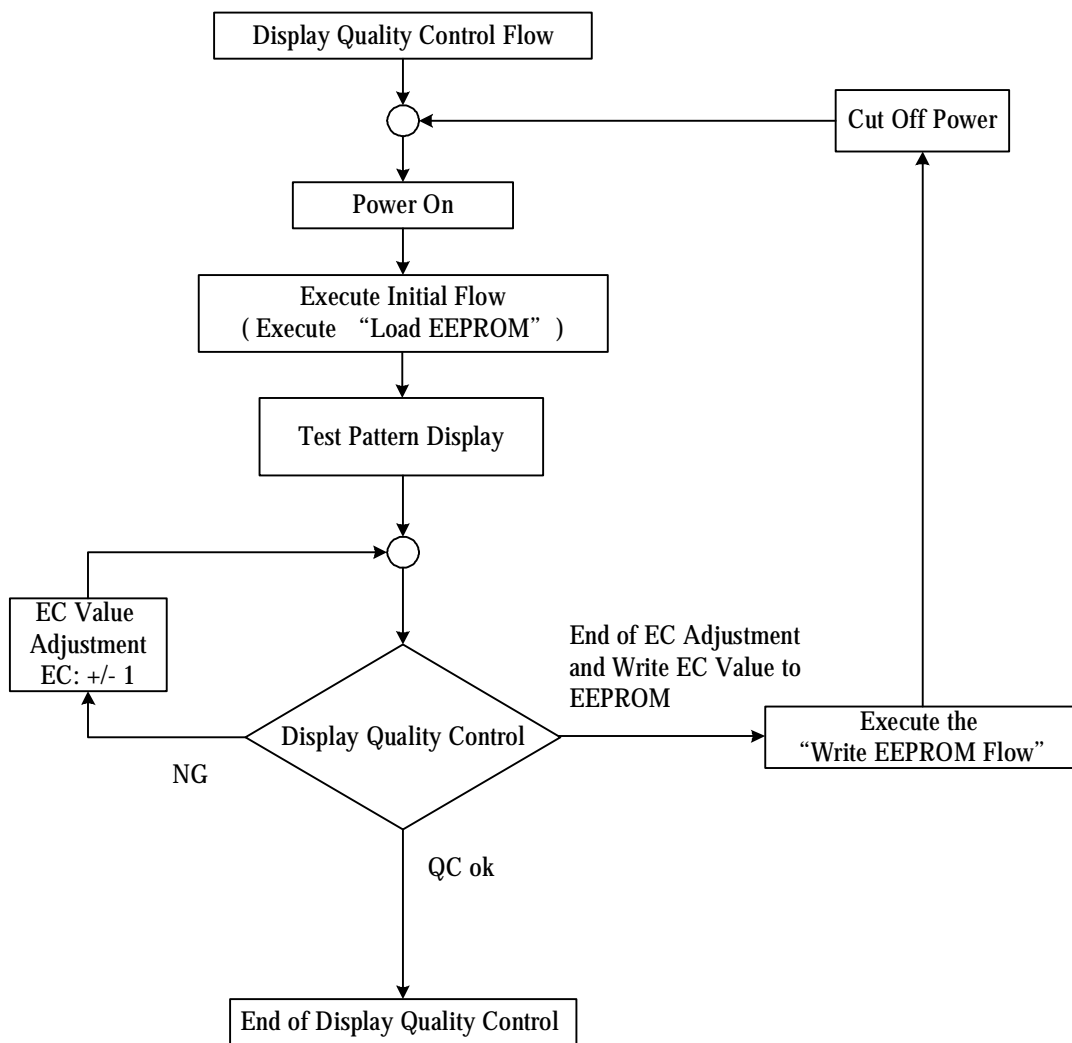 Display Quality Control Flow
Cut Off Power
Power On
Execute Initial Flow
( Execute “Load EEPROM” )
Test Pattern Display
EC Value
Adjustment
EC: +/- 1
End of EC Adjustment
and Write EC Value to
EEPROM
Display Quality Control
Execute the
“Write EEPROM Flow”
NG
QC ok
End of Display Quality Control